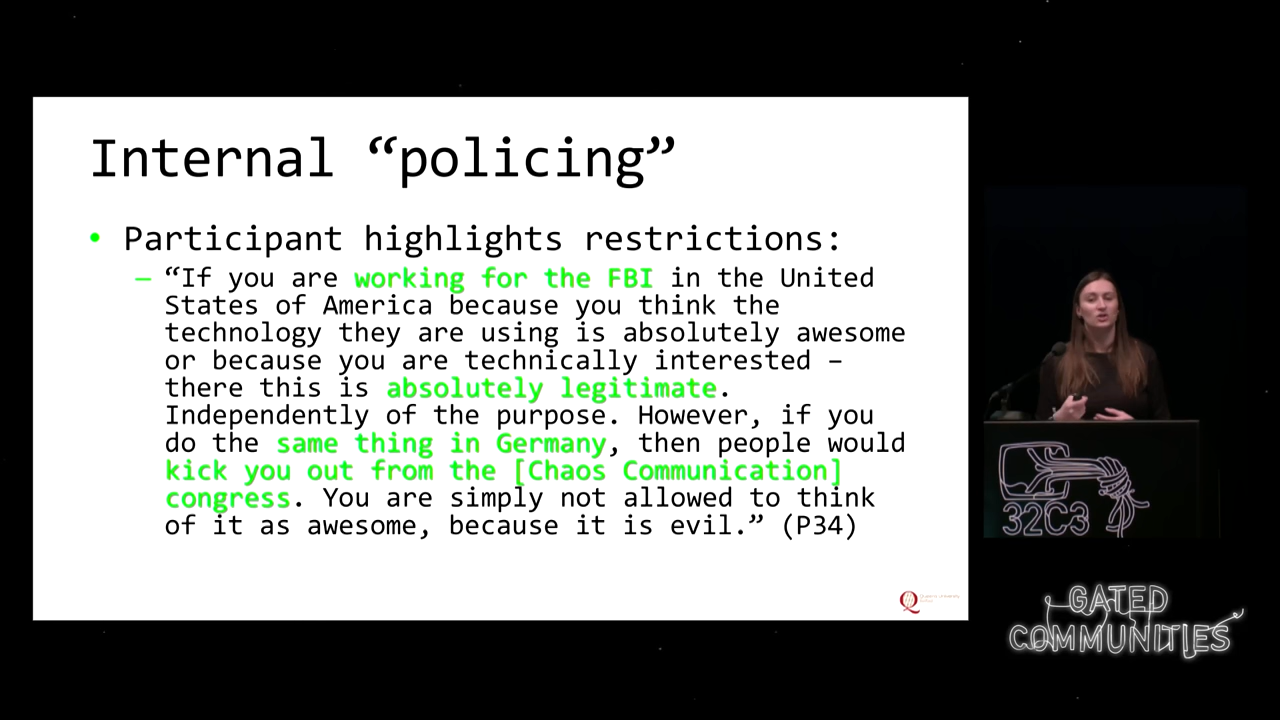 Internal “policing”
• Participant highlights restrictions:
– “If you are working for the FBI in the United
States of America because you think the
technology they are using is absolutely awesome
or because you are technically interested –
there this is absolutely legitimate.
Independently of the purpose. However, if you
do the same thing in Germany, then people would
kick you out from the [Chaos Communication]
congress. You are simply not allowed to think
of it as awesome, because it is evil.” (P34)
32C3
GATED
COMMUNITIES